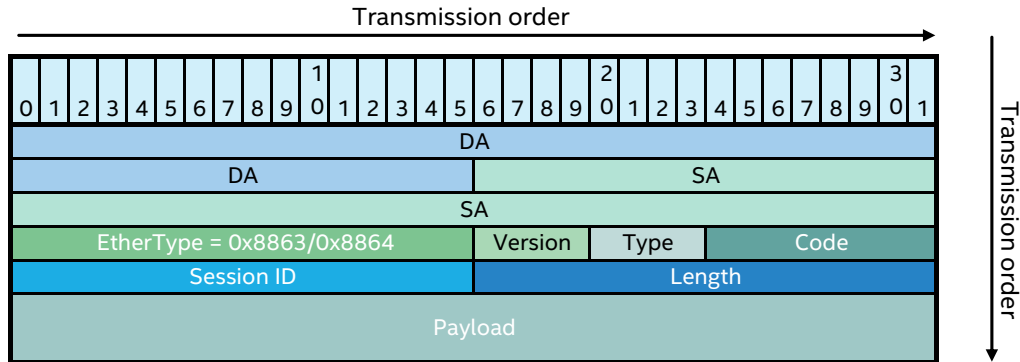 Transmission order
1 2 3
0 1 2 3 4 5 6 7 8 9 0 1 2 3 4 5 6 7 8 9 0 1 2 3 4 5 6 7 8 9 0 1
DA
DA SA
SA
EtherType = 0x8863/0x8864 Version Type Code
Session ID Length
Payload
Transmission order